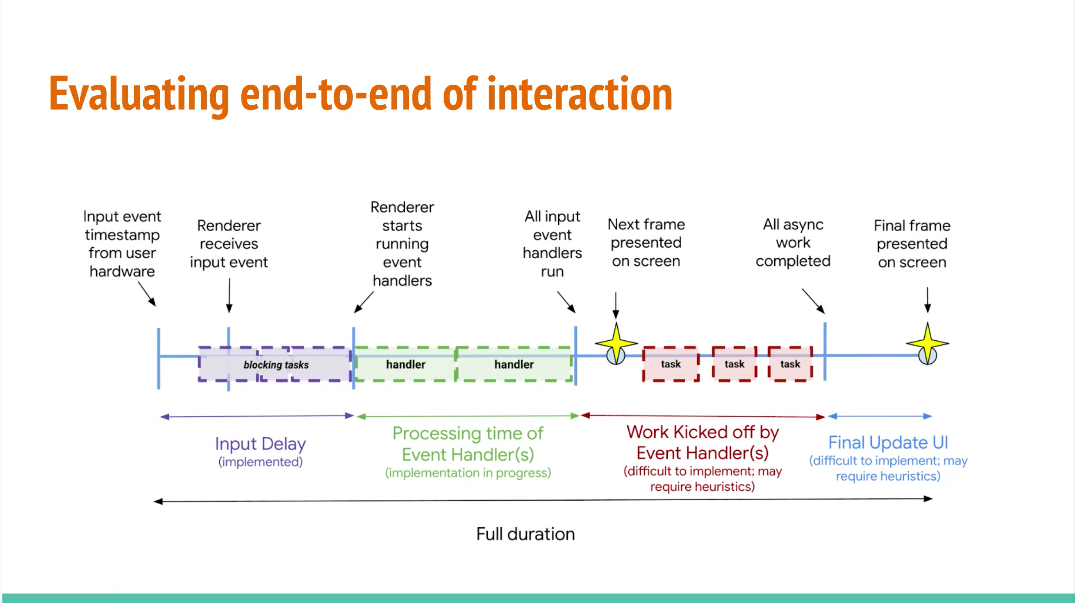 Evaluating end-to-end of interaction
Input event
timestamp
from user
hardware
Renderer
receives
input event
Renderer
starts
running
event
handlers
All input
event
handlers
run
Next frame
presented
on screen
All async
work
completed
Final frame
presented
on screen
blocking tasks
handler
handler
task
task
task
Input Delay
(implemented)
Processing time of
Event Handler(s)
(implementation in progress)
Work Kicked off by
Event Handler(s)
(difficult to implement; may
require heuristics)
Final Update UI
(difficult to implement; may
require heuristics)
Full duration